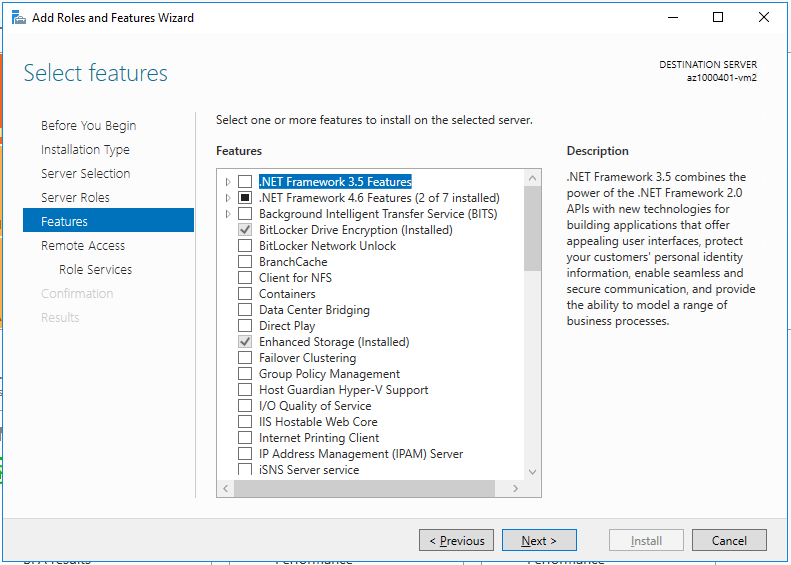 Add Roles and Features Wizard
Select features
DESTINATION SERVER
az1000401-vm2
Before You Begin
Installation Type
Server Selection
Server Roles
Features
Remote Access
Role Services
Confirmation
Results
Select one or more features to install on the selected server.
Features
.NET Framework 3.5 Features
.NET Framework 4.6 Features (2 of 7 installed)
Background Intelligent Transfer Service (BITS)
BitLocker Drive Encryption (Installed)
BitLocker Network Unlock
BranchCache
Client for NFS
Containers
Data Center Bridging
Direct Play
Enhanced Storage (Installed)
Failover Clustering
Group Policy Management
Host Guardian Hyper-V Support
I/O Quality of Service
IIS Hostable Web Core
Internet Printing Client
IP Address Management (IPAM) Server
iSNS Server service
Description
.NET Framework 3.5 combines the
power of the .NET Framework 2.0
APIs with new technologies for
building applications that offer
appealing user interfaces, protect
your customers' personal identity
information, enable seamless and
secure communication, and provide
the ability to model a range of
business processes.
< Previous
Next >
Install
Cancel